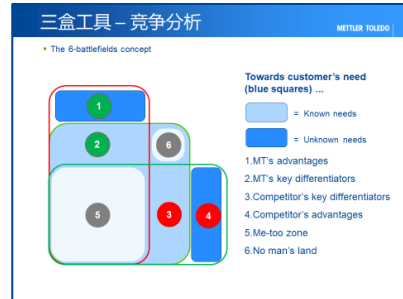 三盒工具 – 竞争分析
METTLER TOLEDO
• The 6-battlefields concept
1
2
6
5
3
4
Towards customer's need
(blue squares) ...
= Known needs
= Unknown needs
1.MT's advantages
2.MT's key differentiators
3.Competitor's key differentiators
4.Competitor's advantages
5.Me-too zone
6.No man's land